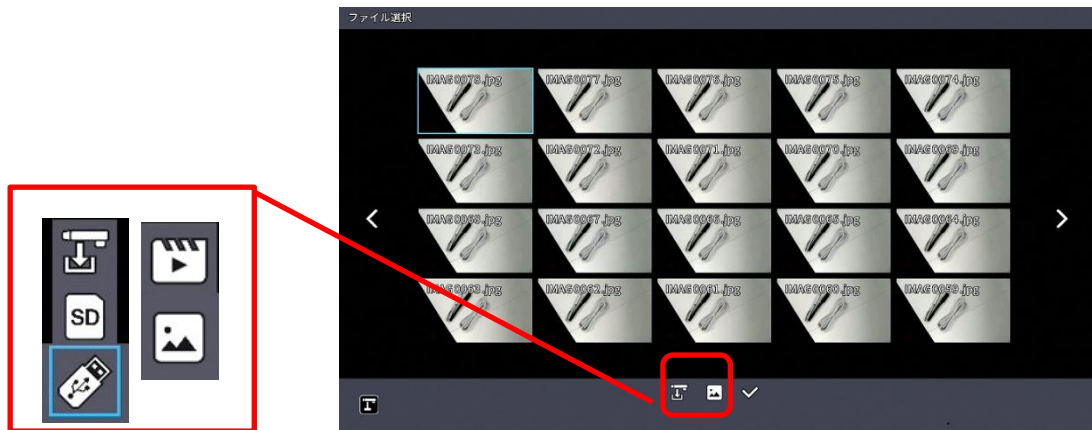 ファイル選択
IMAG0078.jpg IMAG0077.jpg IMAG0076.jpg IMAG0075.jpg IMAG0074.jpg
IMAG0073.jpg IMAG0072.jpg IMAG0071.jpg IMAG0070.jpg IMAG0069.jpg
IMAG0068.jpg IMAG0067.jpg IMAG0066.jpg IMAG0065.jpg IMAG0064.jpg
IMAG0063.jpg IMAG0062.jpg IMAG0061.jpg IMAG0060.jpg IMAG0059.jpg
SD